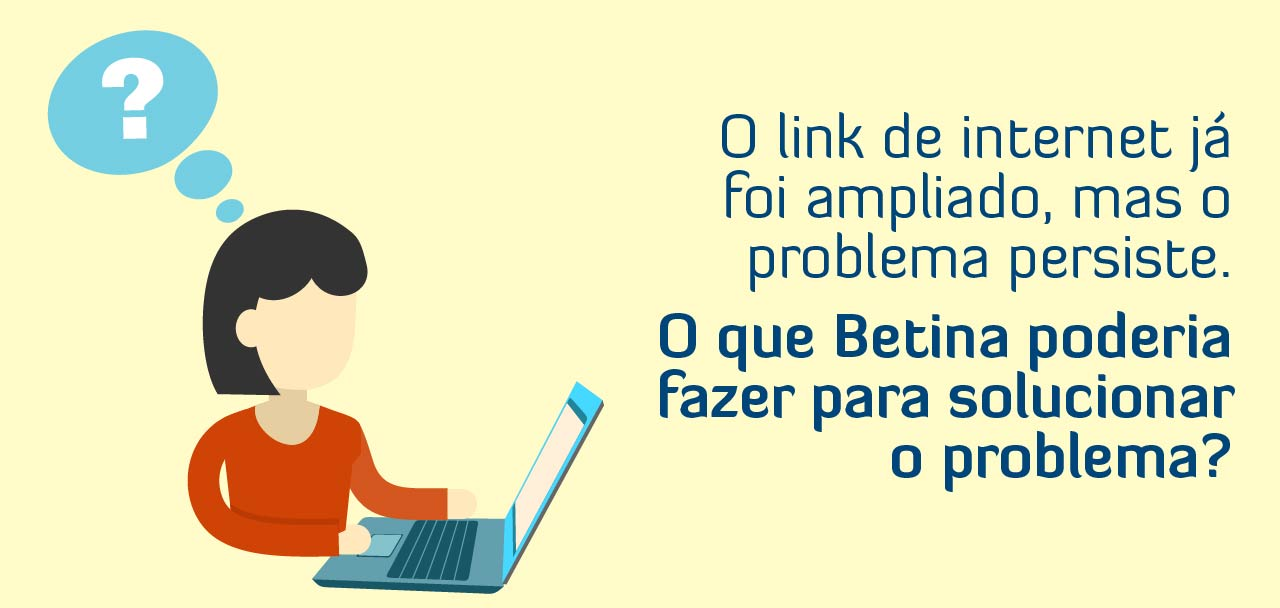 ?
O link de internet já
foi ampliado, mas o
problema persiste.
O que Betina poderia
fazer para solucionar
o problema?